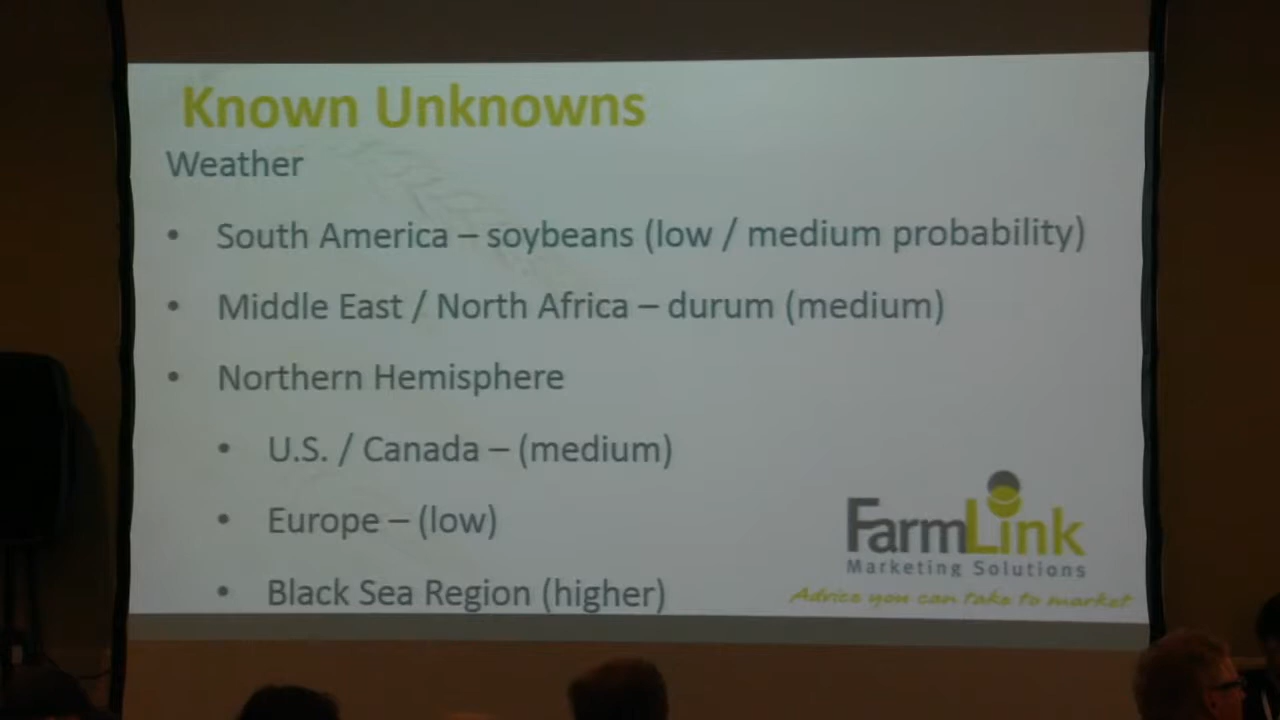 Known Unknowns
Weather
• South America – soybeans (low / medium probability)
• Middle East / North Africa – durum (medium)
• Northern Hemisphere
• U.S. / Canada – (medium)
• Europe – (low)
• Black Sea Region (higher)
FarmLink
Marketing Solutions
Advice you can take to market